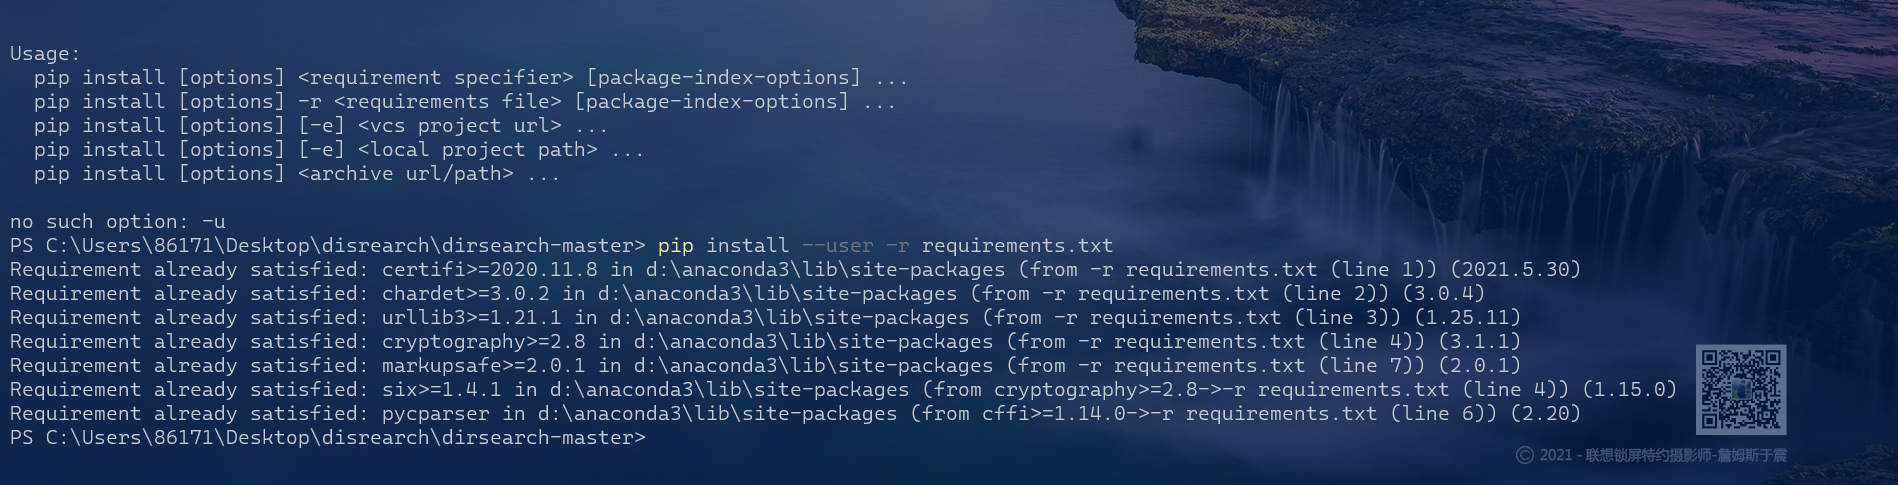 Usage:
pip install [options] <requirement specifier> [package-index-options] ...
pip install [options] -r <requirements file> [package-index-options] ...
pip install [options] [-e] <vcs project url> ...
pip install [options] [-e] <local project path> ...
pip install [options] <archive url/path> ...
no such option: -u
PS C:\Users\86171\Desktop\disrearch\dirsearch-master> pip install --user -r requirements.txt
Requirement already satisfied: certifi>=2020.11.8 in d:\anaconda3\lib\site-packages (from -r requirements.txt (line 1)) (2021.5.30)
Requirement already satisfied: chardet>=3.0.2 in d:\anaconda3\lib\site-packages (from -r requirements.txt (line 2)) (3.0.4)
Requirement already satisfied: urllib3>=1.21.1 in d:\anaconda3\lib\site-packages (from -r requirements.txt (line 3)) (1.25.11)
Requirement already satisfied: cryptography>=2.8 in d:\anaconda3\lib\site-packages (from -r requirements.txt (line 4)) (3.1.1)
Requirement already satisfied: markupsafe>=2.0.1 in d:\anaconda3\lib\site-packages (from -r requirements.txt (line 7)) (2.0.1)
Requirement already satisfied: six>=1.4.1 in d:\anaconda3\lib\site-packages (from cryptography>=2.8->-r requirements.txt (line 4)) (1.15.0)
Requirement already satisfied: pycparser in d:\anaconda3\lib\site-packages (from cffi>=1.14.0->-r requirements.txt (line 6)) (2.20)
PS C:\Users\86171\Desktop\disrearch\dirsearch-master>
© 2021 - 联想锁屏特约摄影师-詹姆斯于震